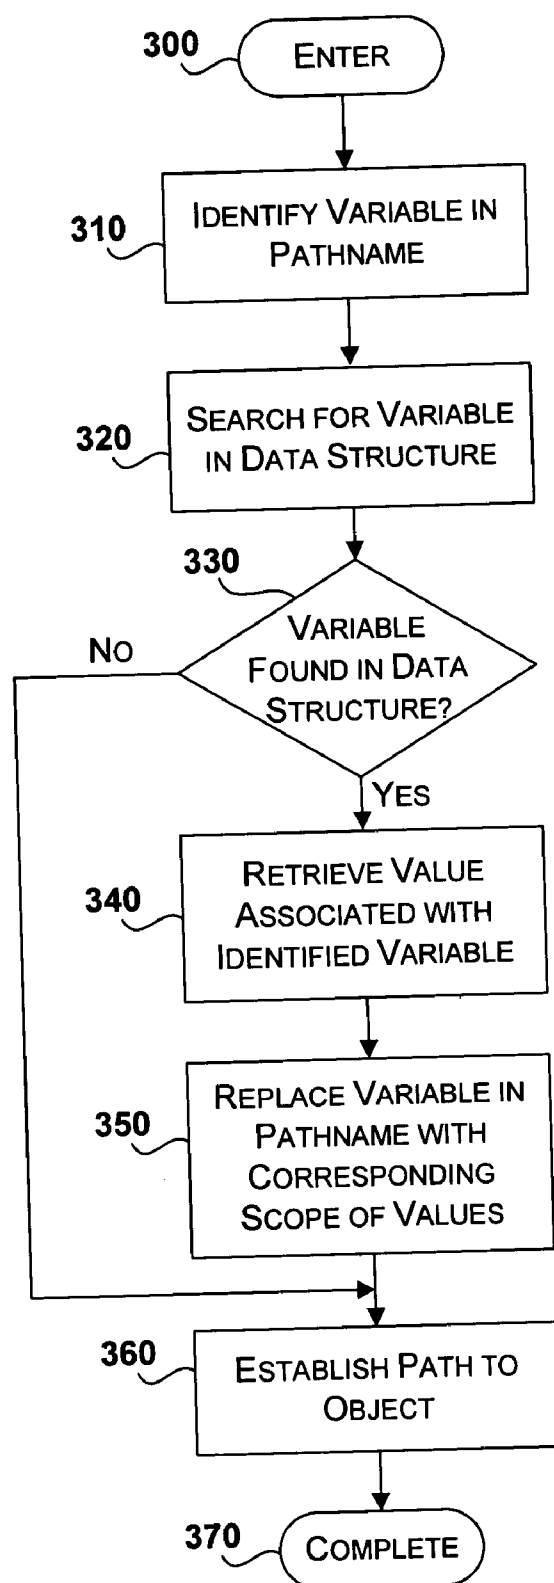 300
ENTER
310
IDENTIFY VARIABLE IN
PATHNAME
320
SEARCH FOR VARIABLE
IN DATA STRUCTURE
330
VARIABLE
FOUND IN DATA
STRUCTURE?
NO
YES
340
RETRIEVE VALUE
ASSOCIATED WITH
IDENTIFIED VARIABLE
350
REPLACE VARIABLE IN
PATHNAME WITH
CORRESPONDING
SCOPE OF VALUES
360
ESTABLISH PATH TO
OBJECT
370
COMPLETE